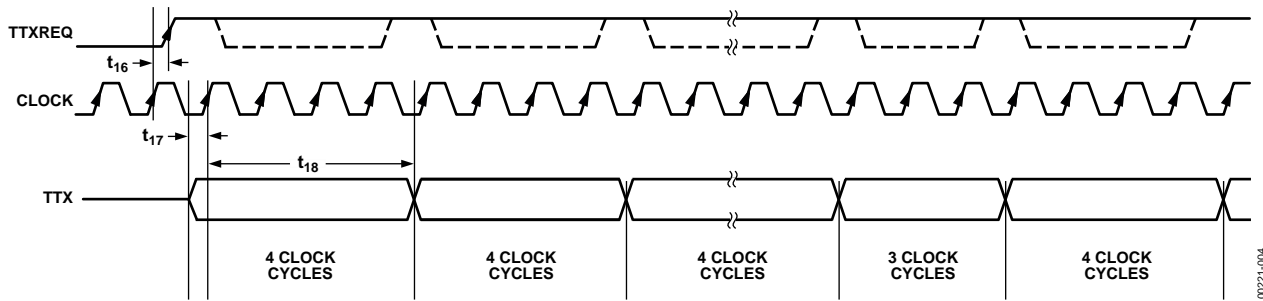 TTXREQ
t16
CLOCK
t17
t18
TTX
4 CLOCK
CYCLES
4 CLOCK
CYCLES
4 CLOCK
CYCLES
3 CLOCK
CYCLES
4 CLOCK
CYCLES
00221-004